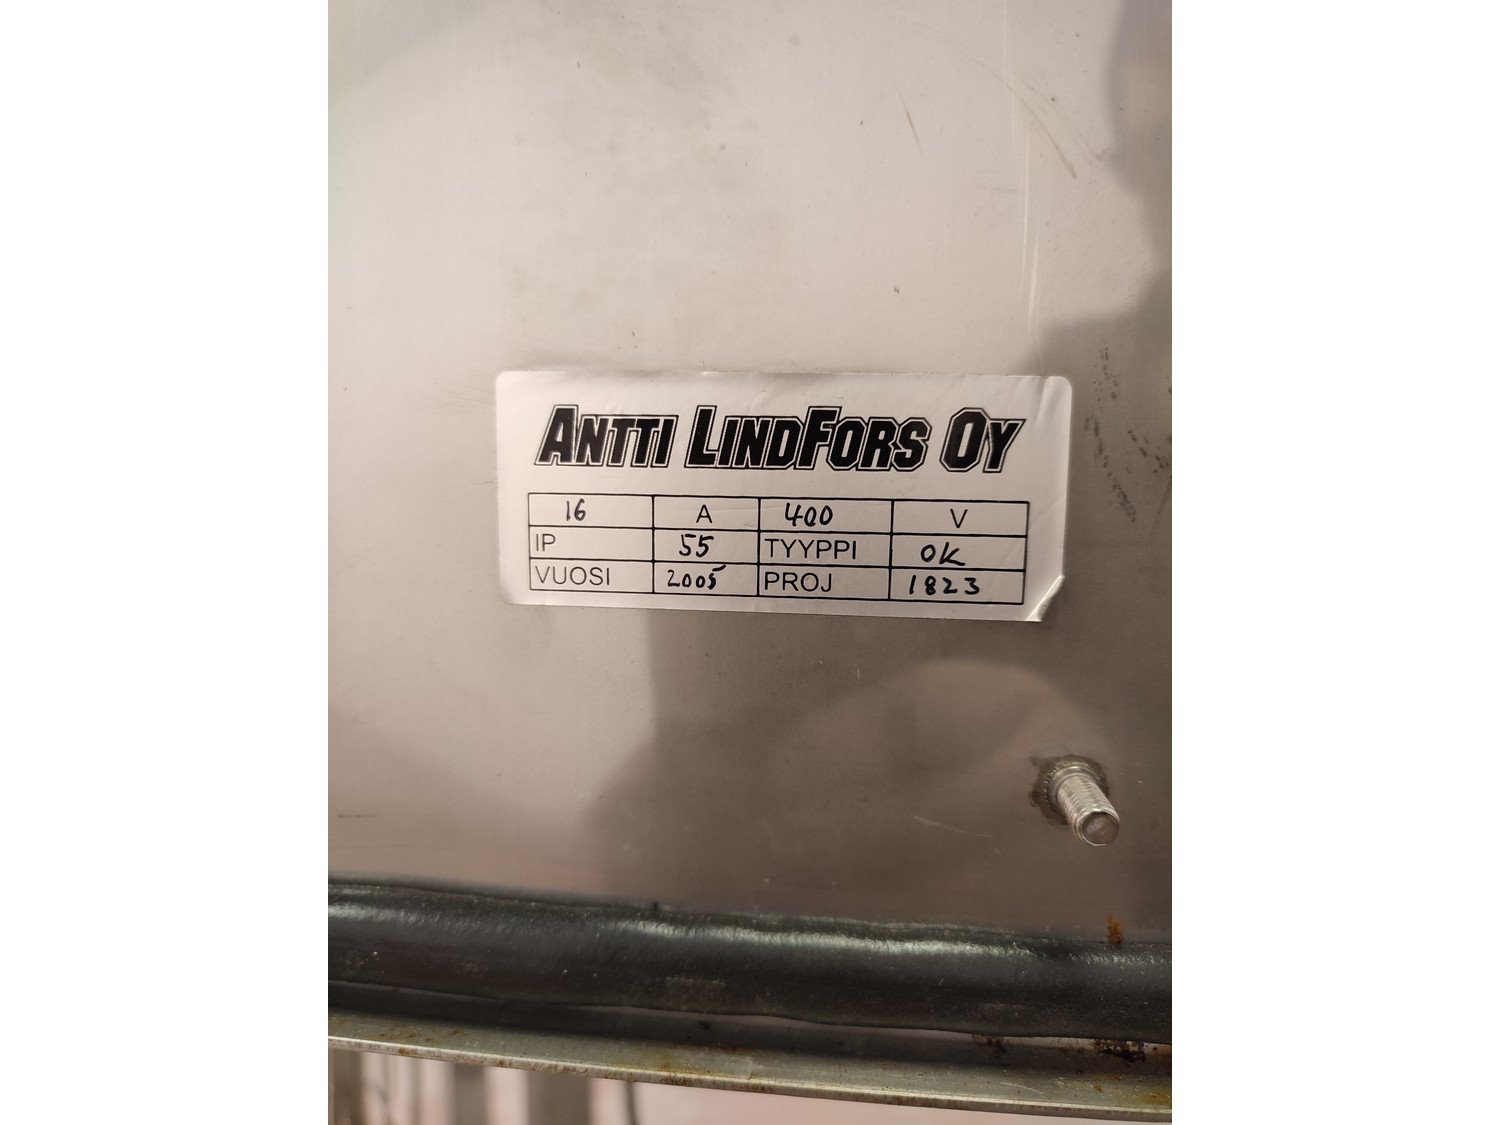 ANTTI LINDFORS OY
16 A 400 V
IP 55 TYYPPI OK
VUOSI 2005 PROJ 1823